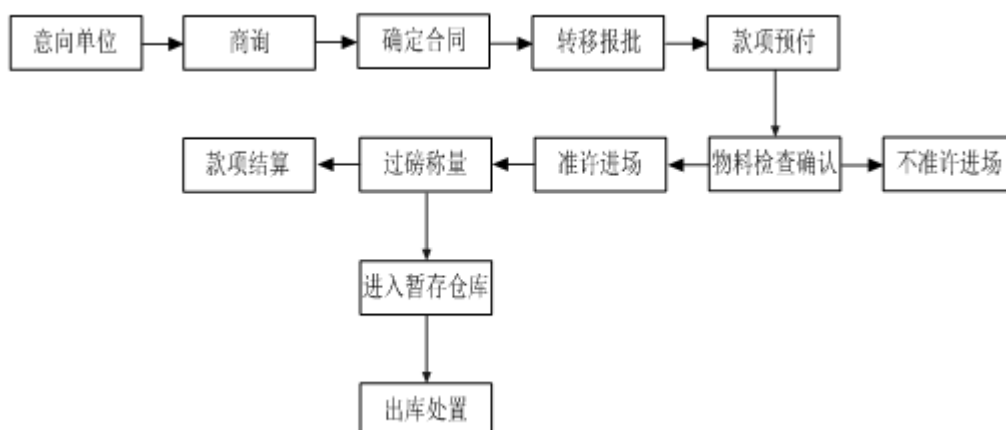 意向单位
商询
确定合同
转移报批
款项预付
款项结算
过磅称量
准许进场
物料检查确认
不准许进场
进入暂存仓库
出库处置